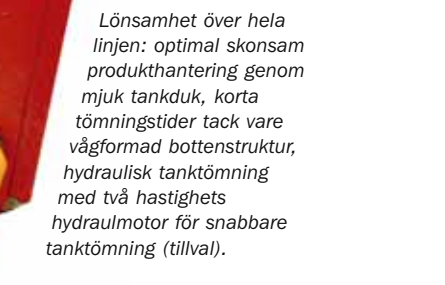 Lönsamhet över hela
linjen: optimal skonsam
produkthantering genom
mjuk tankduk, korta
tömningstider tack vare
vågformad bottenstruktur,
hydraulisk tanktömning
med två hastighets
hydraulmotor för snabbare
tanktömning (tillval).